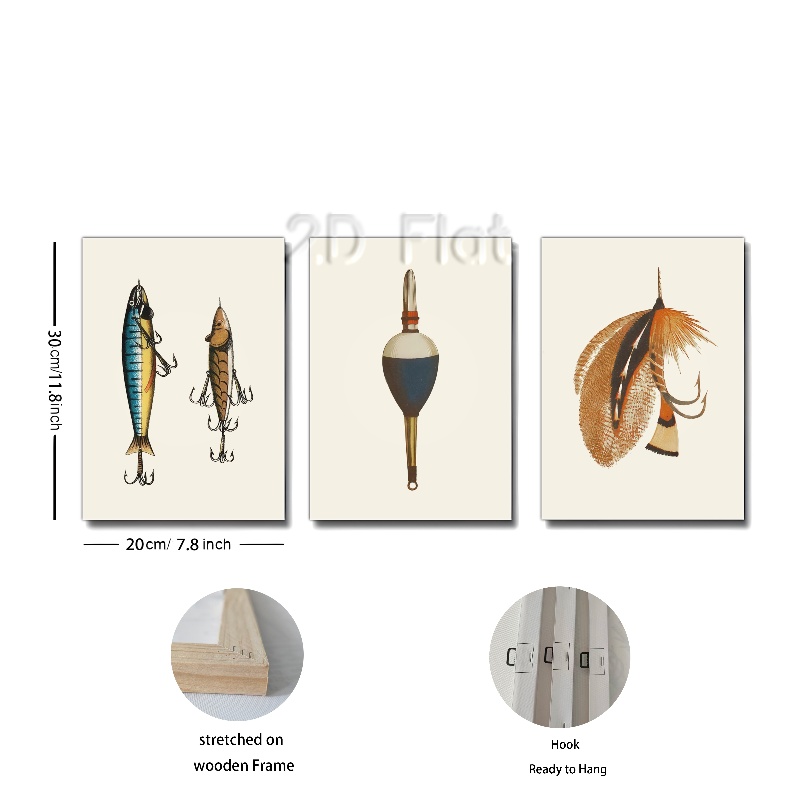 2D Flat
30cm/11.8inch
20cm/ 7.8 inch
stretched on
wooden Frame
Hook
Ready to Hang